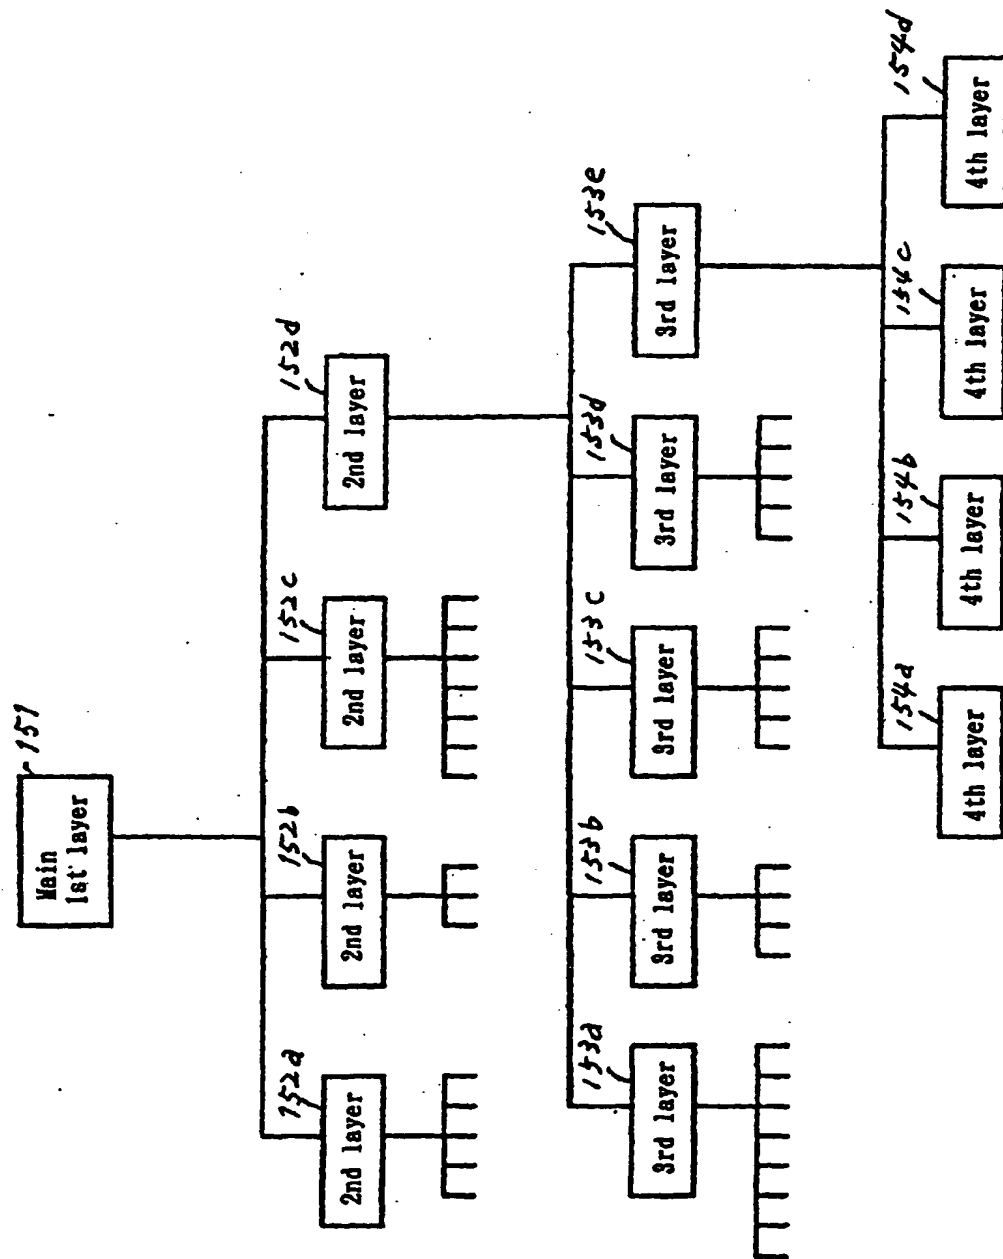 Main
1st layer
151
2nd layer
152a
2nd layer
152b
2nd layer
152c
2nd layer
152d
3rd layer
153a
3rd layer
153b
3rd layer
153c
3rd layer
153d
3rd layer
153e
4th layer
154a
4th layer
154b
4th layer
154c
4th layer
154d